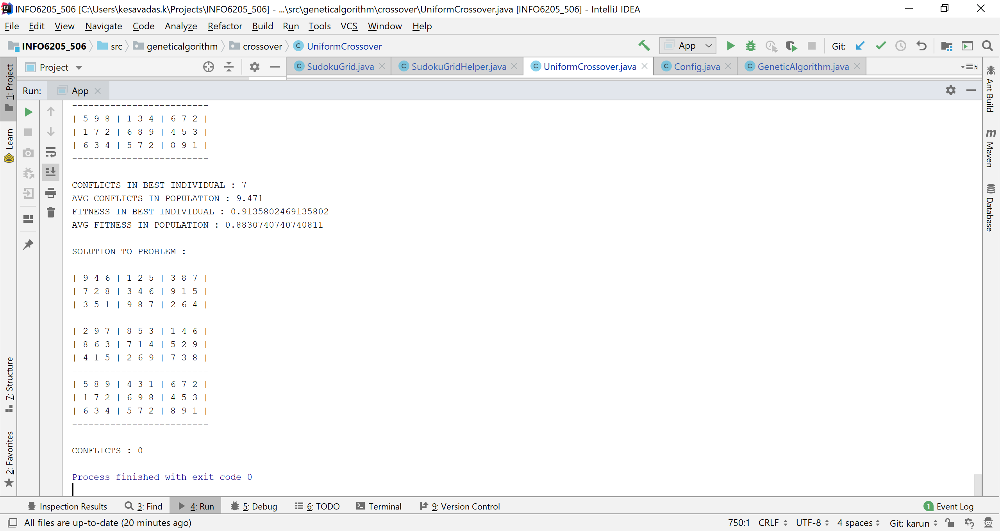 INFO6205_506 [C:\Users\kesavadas.k\Projects\INFO6205_506] - ...\src\geneticalgorithm\crossover\UniformCrossover.java [INFO6205_506] - IntelliJ IDEA
File Edit View Navigate Code Analyze Refactor Build Run Tools VCS Window Help
INFO6205_506 src geneticalgorithm crossover UniformCrossover App Git:
Project SudokuGrid.java SudokuGridHelper.java UniformCrossover.java Config.java GeneticAlgorithm.java 5
Run: App
1: Project
Learn
7: Structure
2: Favorites
--------------------------
| 5 9 8 | 1 3 4 | 6 7 2 |
| 1 7 2 | 6 8 9 | 4 5 3 |
| 6 3 4 | 5 7 2 | 8 9 1 |
--------------------------
CONFLICTS IN BEST INDIVIDUAL : 7
AVG CONFLICTS IN POPULATION : 9.471
FITNESS IN BEST INDIVIDUAL : 0.9135802469135802
AVG FITNESS IN POPULATION : 0.8830740740740811
SOLUTION TO PROBLEM :
--------------------------
| 9 4 6 | 1 2 5 | 3 8 7 |
| 7 2 8 | 3 4 6 | 9 1 5 |
| 3 5 1 | 9 8 7 | 2 6 4 |
--------------------------
| 2 9 7 | 8 5 3 | 1 4 6 |
| 8 6 3 | 7 1 4 | 5 2 9 |
| 4 1 5 | 2 6 9 | 7 3 8 |
--------------------------
| 5 8 9 | 4 3 1 | 6 7 2 |
| 1 7 2 | 6 9 8 | 4 5 3 |
| 6 3 4 | 5 7 2 | 8 9 1 |
--------------------------
CONFLICTS : 0
Process finished with exit code 0
Ant Build
Maven
Database
Inspection Results 3: Find 4: Run 5: Debug 6: TODO Terminal 9: Version Control 1 Event Log
All files are up-to-date (20 minutes ago) 750:1 CRLF UTF-8 4 spaces Git: karun